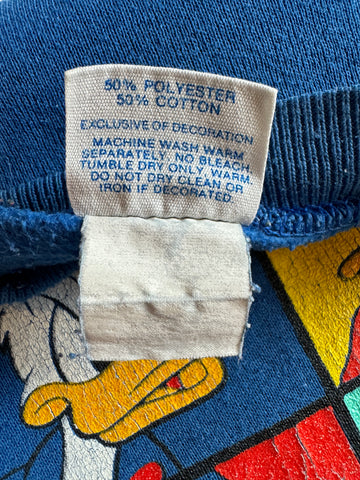 50% POLYESTER
50% COTTON
EXCLUSIVE OF DECORATION
MACHINE WASH WARM,
SEPARATELY, NO BLEACH,
TUMBLE DRY ONLY, WARM
DO NOT DRY CLEAN OR
IRON IF DECORATED.